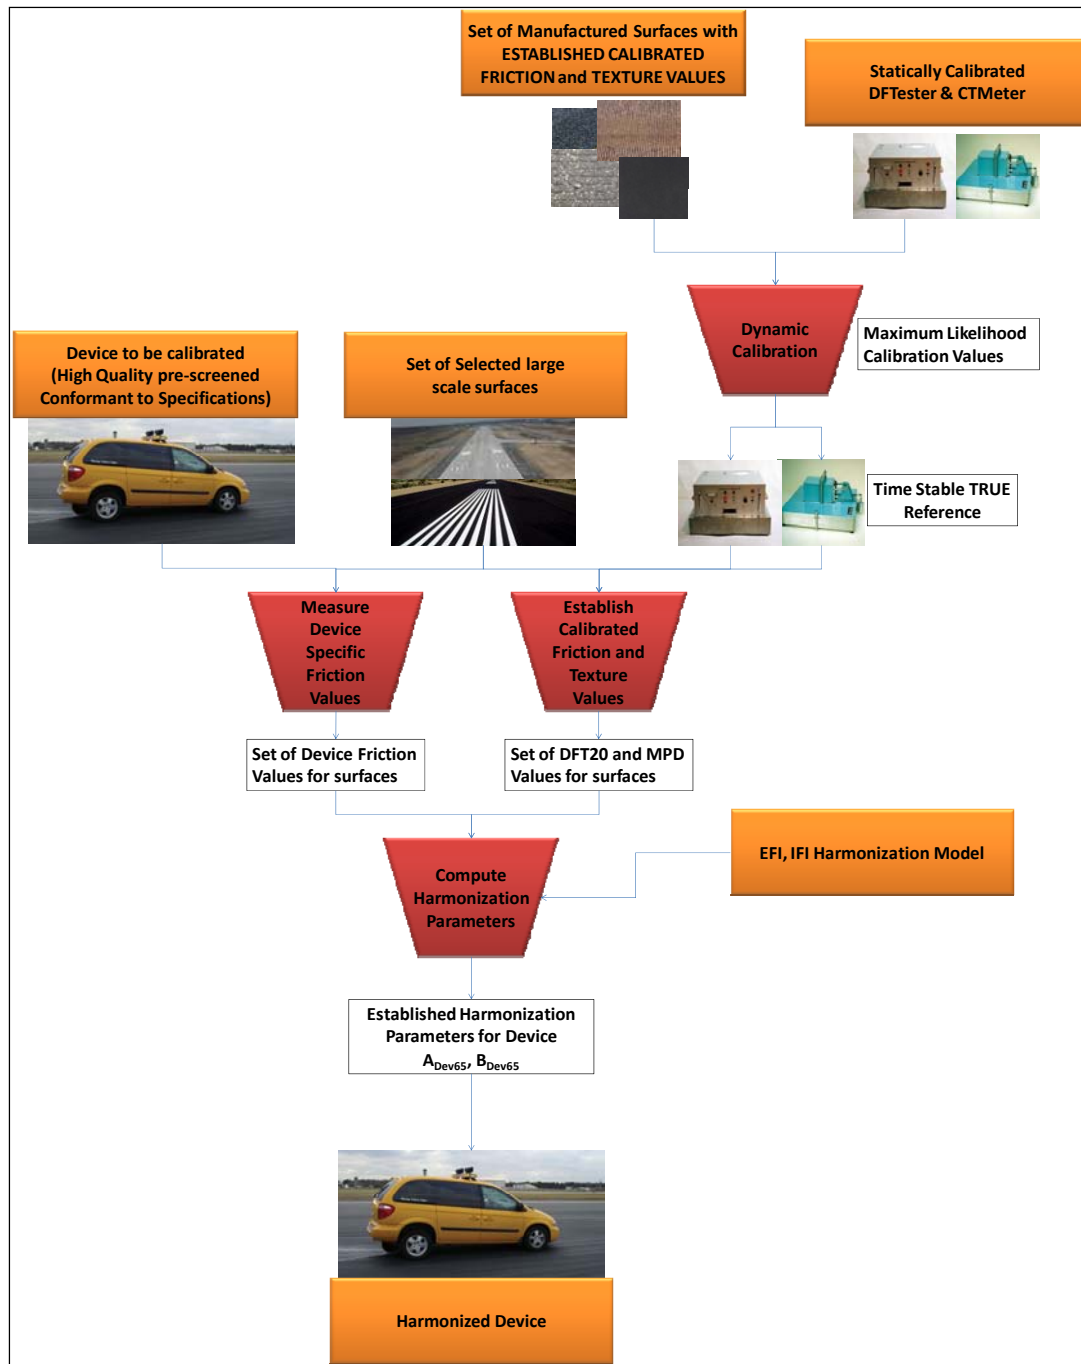 Set of Manufactured Surfaces with
ESTABLISHED CALIBRATED
FRICTION and TEXTURE VALUES
Statically Calibrated
DFTester & CTMeter
Dynamic
Calibration
Maximum Likelihood
Calibration Values
Device to be calibrated
(High Quality pre-screened
Conformant to Specifications)
Set of Selected large
scale surfaces
Time Stable TRUE
Reference
Measure
Device
Specific
Friction
Values
Establish
Calibrated
Friction and
Texture
Values
Set of Device Friction
Values for surfaces
Set of DFT20 and MPD
Values for surfaces
Compute
Harmonization
Parameters
EFI, IFI Harmonization Model
Established Harmonization
Parameters for Device
A_Dev65, B_Dev65
Harmonized Device